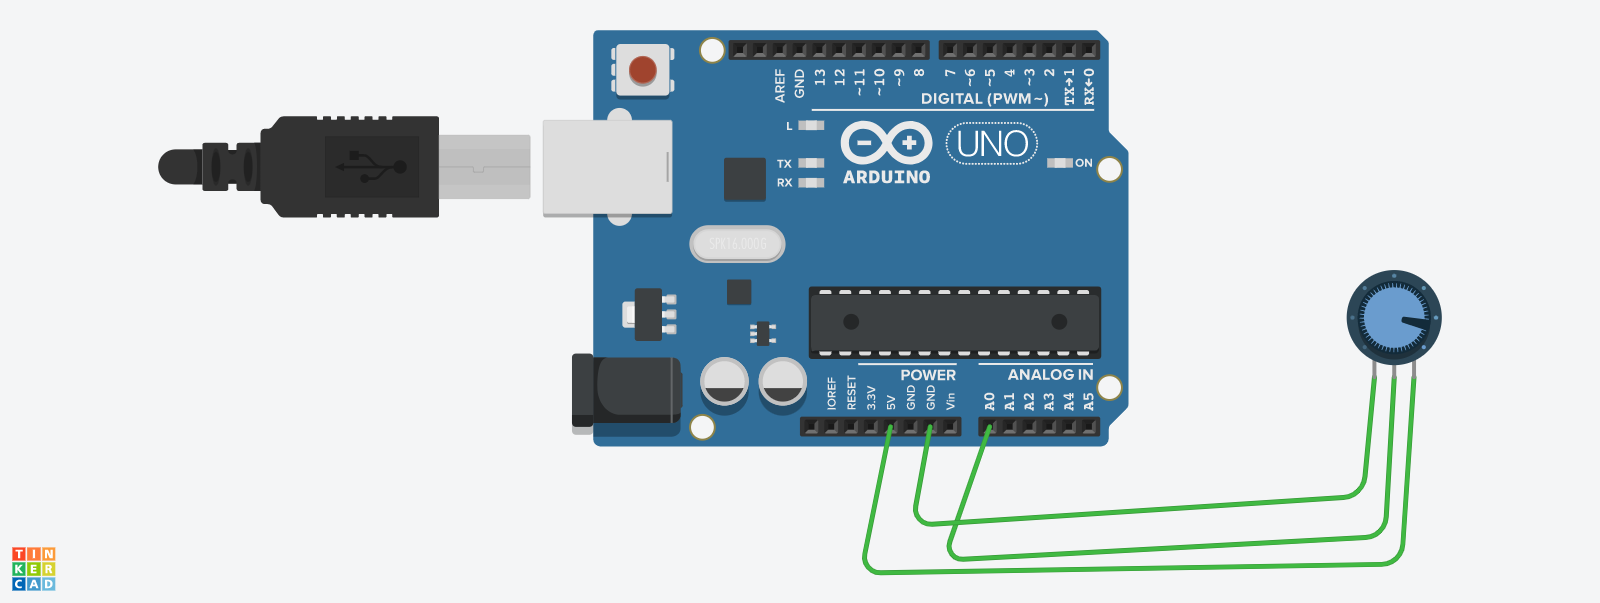 AREF
GND
13
12
~11
~10
~9
8
7
~6
~5
4
~3
2
TX→1
RX←0
DIGITAL (PWM~)
L
TX
RX
ARDUINO
UNO
ON
SPK16.000G
POWER
ANALOG IN
IOREF
RESET
3.3V
5V
GND
GND
Vin
A0
A1
A2
A3
A4
A5
TIN
KER
CAD